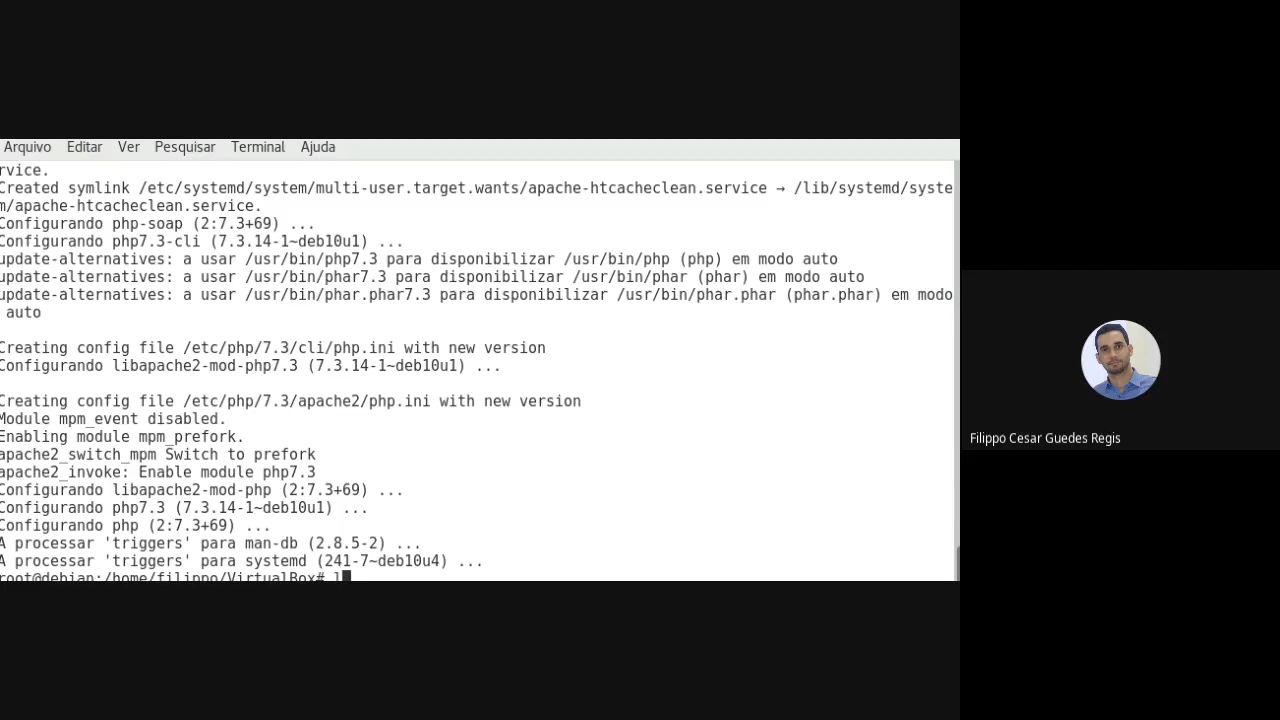 Arquivo Editar Ver Pesquisar Terminal Ajuda
rvice.
Created symlink /etc/systemd/system/multi-user.target.wants/apache-htcacheclean.service → /lib/systemd/syste
m/apache-htcacheclean.service.
Configurando php-soap (2:7.3+69) ...
Configurando php7.3-cli (7.3.14-1~deb10u1) ...
update-alternatives: a usar /usr/bin/php7.3 para disponibilizar /usr/bin/php (php) em modo auto
update-alternatives: a usar /usr/bin/phar7.3 para disponibilizar /usr/bin/phar (phar) em modo auto
update-alternatives: a usar /usr/bin/phar.phar7.3 para disponibilizar /usr/bin/phar.phar (phar.phar) em modo
auto
Creating config file /etc/php/7.3/cli/php.ini with new version
Configurando libapache2-mod-php7.3 (7.3.14-1~deb10u1) ...
Creating config file /etc/php/7.3/apache2/php.ini with new version
Module mpm_event disabled.
Enabling module mpm_prefork.
apache2_switch_mpm Switch to prefork
apache2_invoke: Enable module php7.3
Configurando libapache2-mod-php (2:7.3+69) ...
Configurando php7.3 (7.3.14-1~deb10u1) ...
Configurando php (2:7.3+69) ...
A processar 'triggers' para man-db (2.8.5-2) ...
A processar 'triggers' para systemd (241-7~deb10u4) ...
root@debian:/home/filippo/VirtualBox# l
Filippo Cesar Guedes Regis